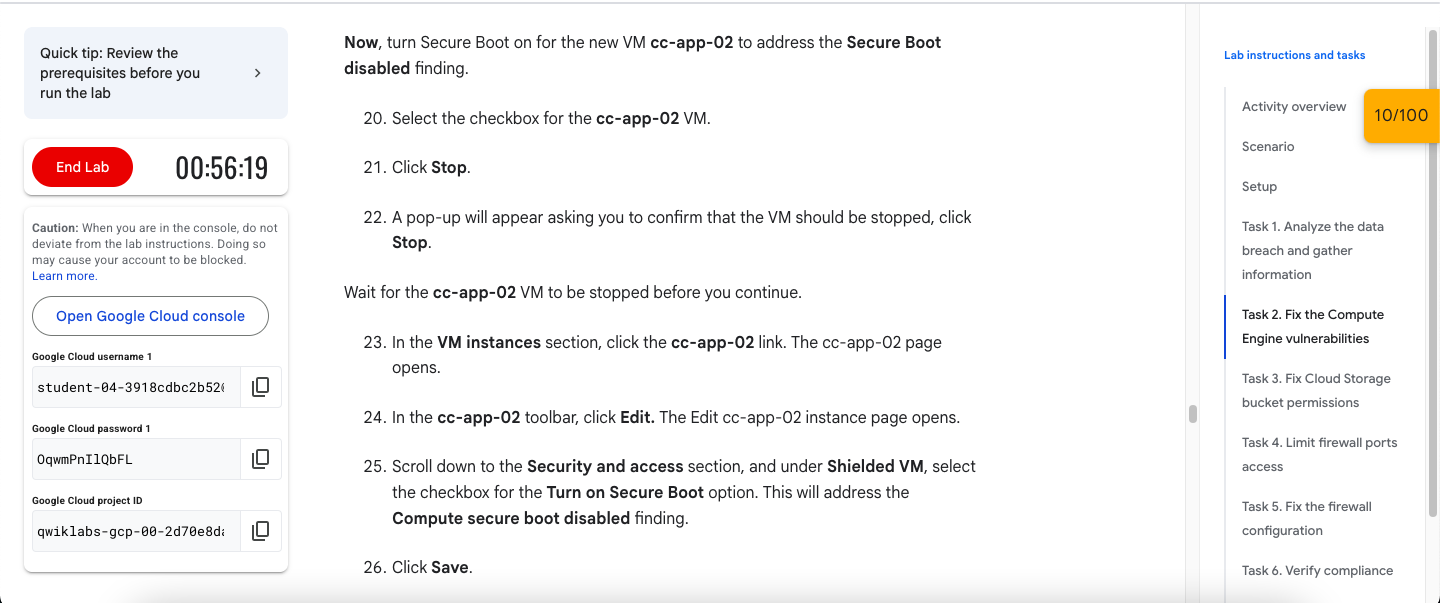 Quick tip: Review the
prerequisites before you
run the lab
End Lab
00:56:19
Caution: When you are in the console, do not
deviate from the lab instructions. Doing so
may cause your account to be blocked.
Learn more.
Open Google Cloud console
Google Cloud username 1
student-04-3918cdbc2b520
Google Cloud password 1
OqwmPnIlQbFL
Google Cloud project ID
qwiklabs-gcp-00-2d70e8da
Now, turn Secure Boot on for the new VM cc-app-02 to address the Secure Boot
disabled finding.
20. Select the checkbox for the cc-app-02 VM.
21. Click Stop.
22. A pop-up will appear asking you to confirm that the VM should be stopped, click
Stop.
Wait for the cc-app-02 VM to be stopped before you continue.
23. In the VM instances section, click the cc-app-02 link. The cc-app-02 page
opens.
24. In the cc-app-02 toolbar, click Edit. The Edit cc-app-02 instance page opens.
25. Scroll down to the Security and access section, and under Shielded VM, select
the checkbox for the Turn on Secure Boot option. This will address the
Compute secure boot disabled finding.
26. Click Save.
Lab instructions and tasks
10/100
Activity overview
Scenario
Setup
Task 1. Analyze the data
breach and gather
information
Task 2. Fix the Compute
Engine vulnerabilities
Task 3. Fix Cloud Storage
bucket permissions
Task 4. Limit firewall ports
access
Task 5. Fix the firewall
configuration
Task 6. Verify compliance